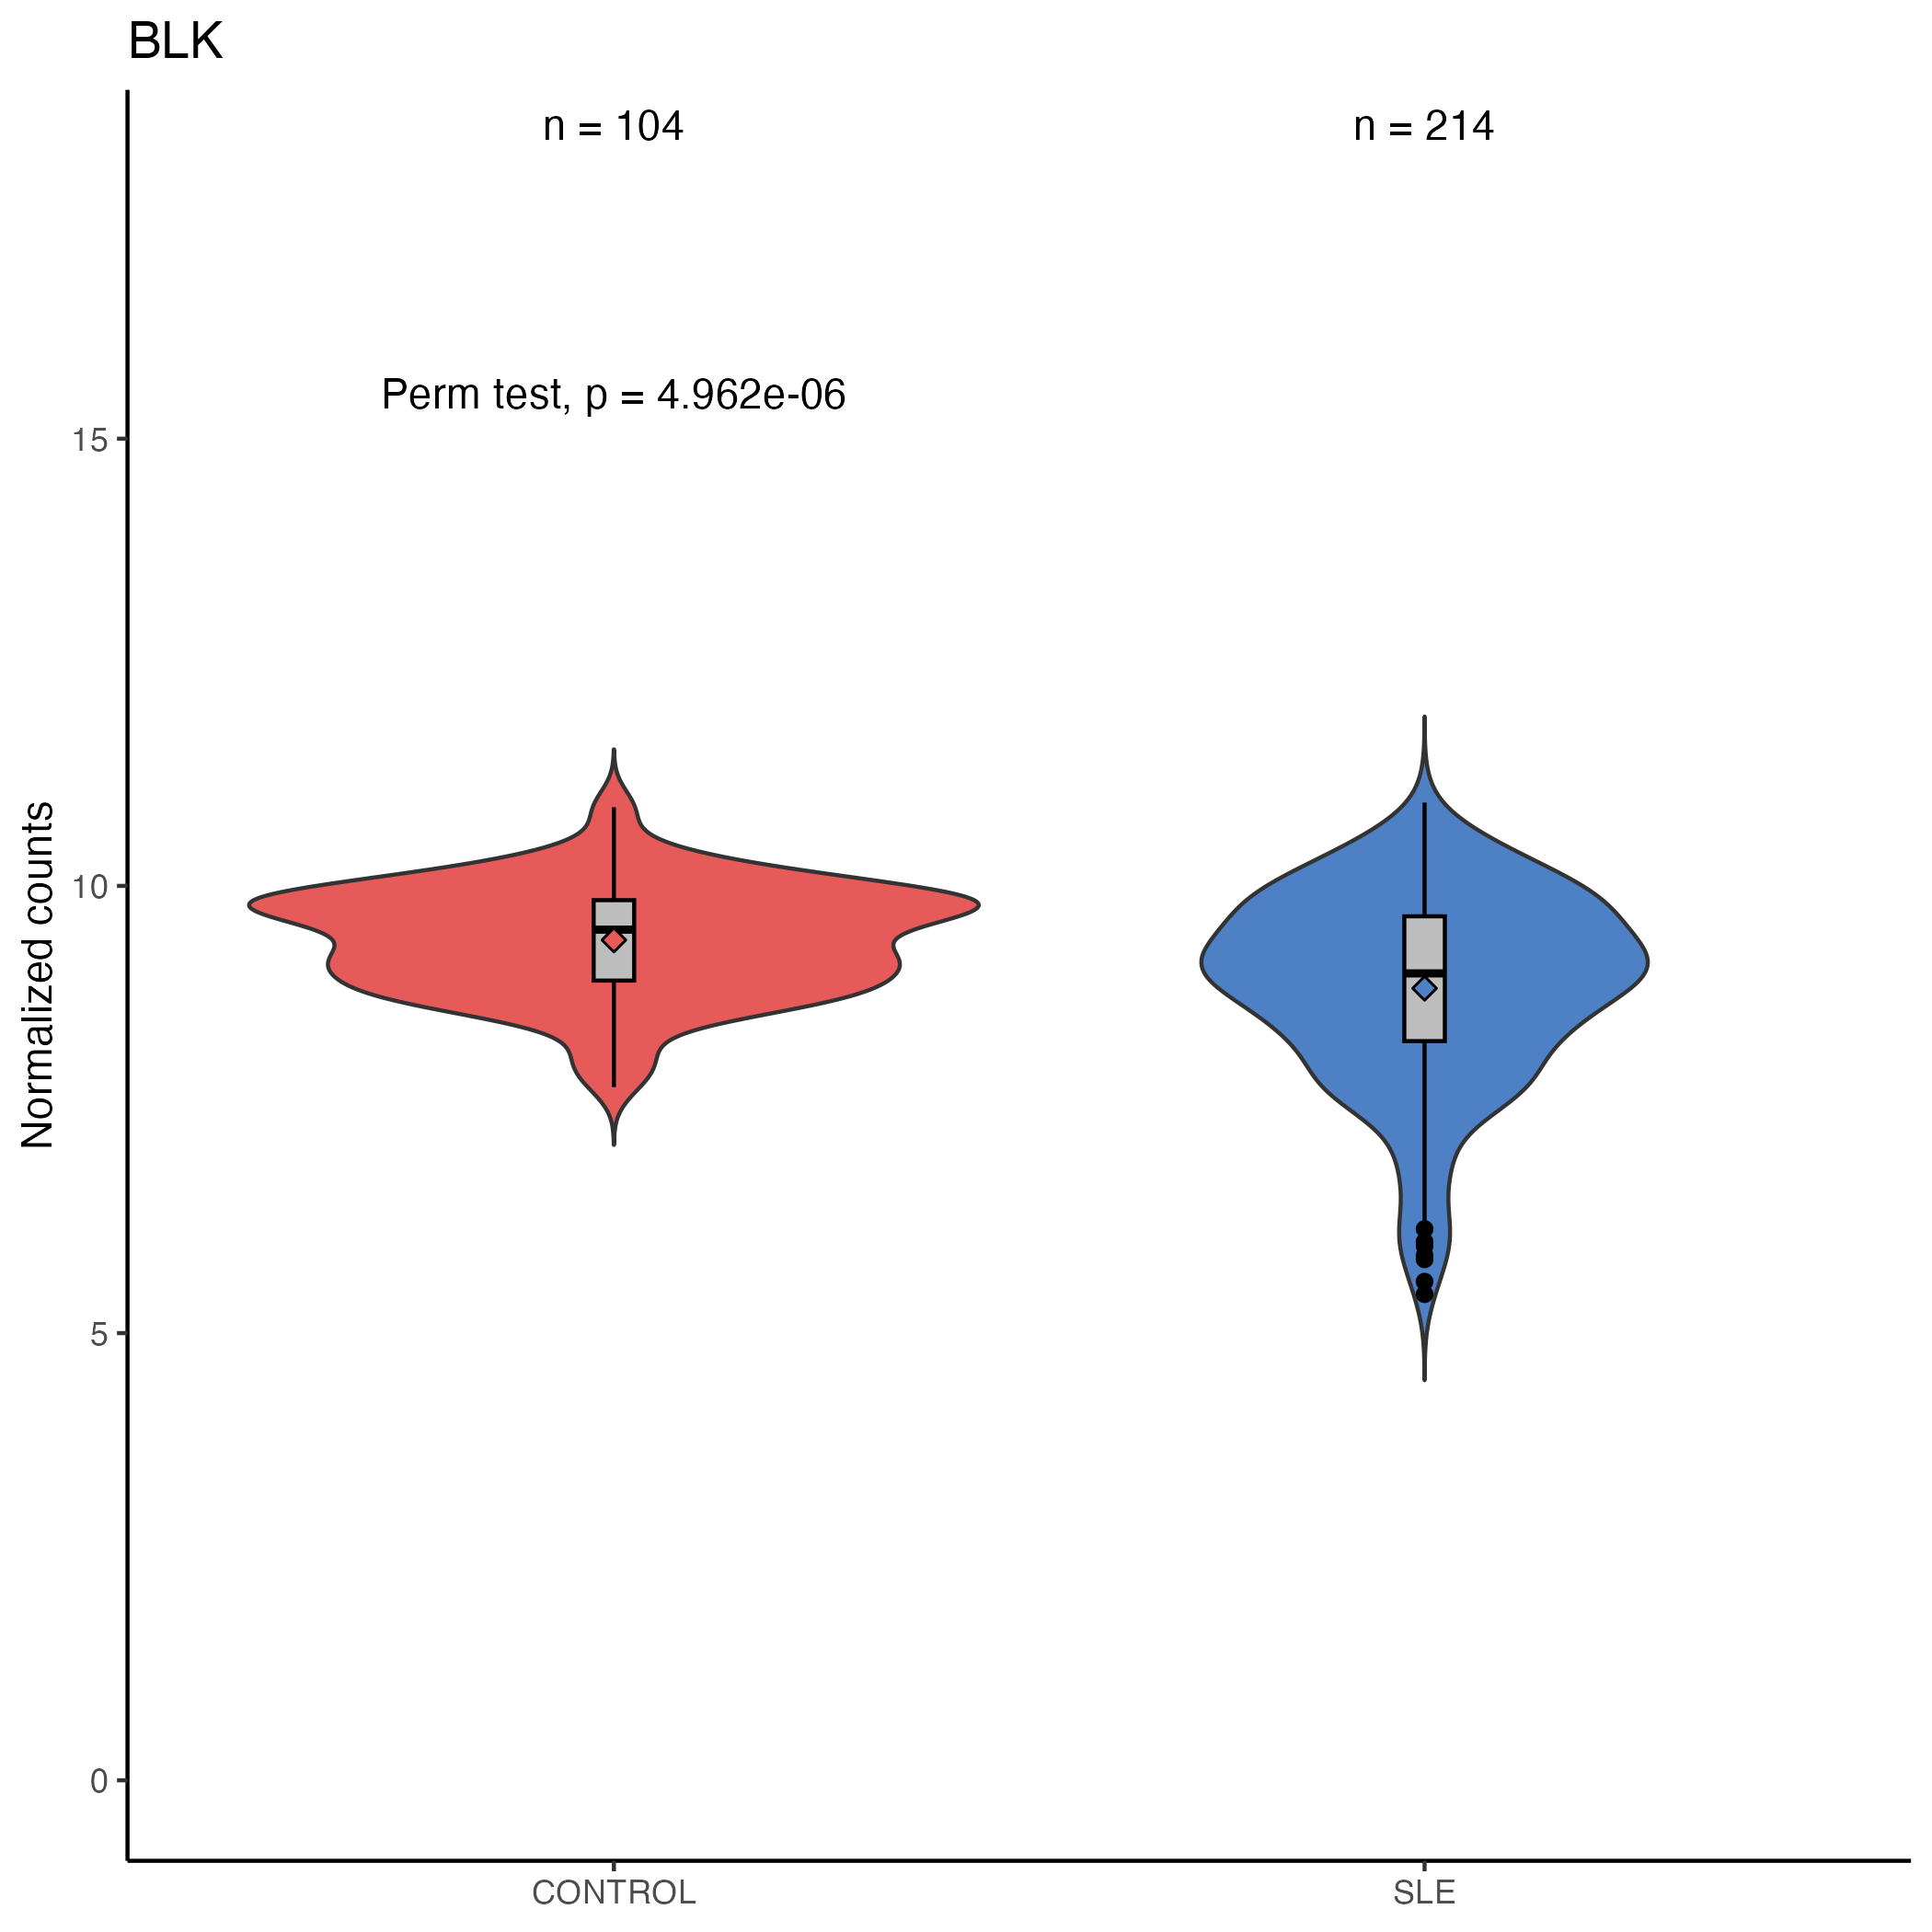 BLK
n = 104
n = 214
Perm test, p = 4.962e-06
15
10
5
0
Normalized counts
CONTROL
SLE